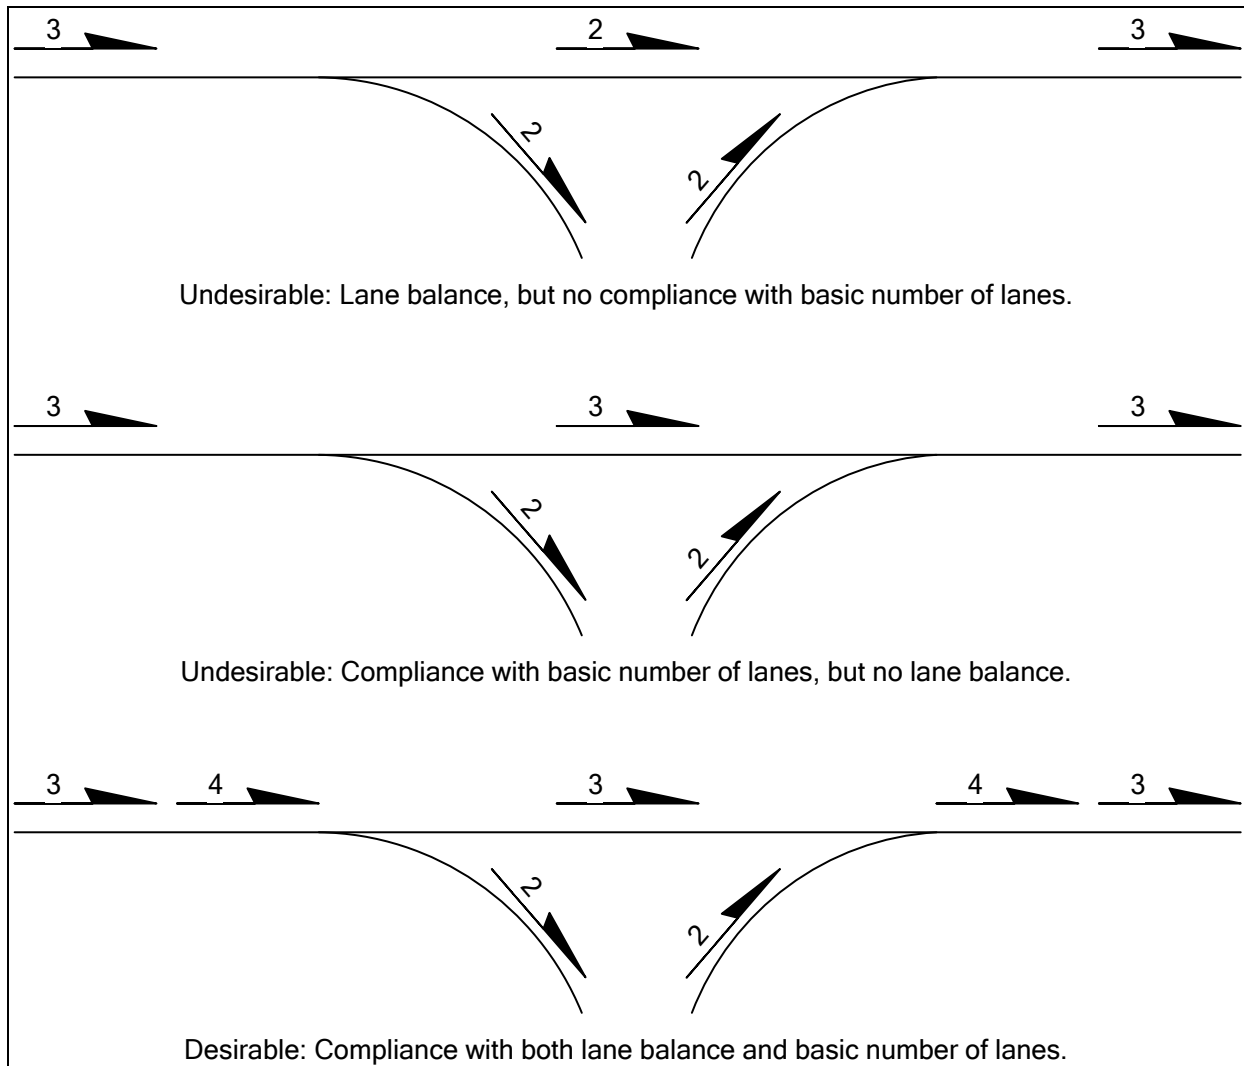 3 2 3
2 2
Undesirable: Lane balance, but no compliance with basic number of lanes.
3 3 3
2 2
Undesirable: Compliance with basic number of lanes, but no lane balance.
3 4 3 4 3
2 2
Desirable: Compliance with both lane balance and basic number of lanes.